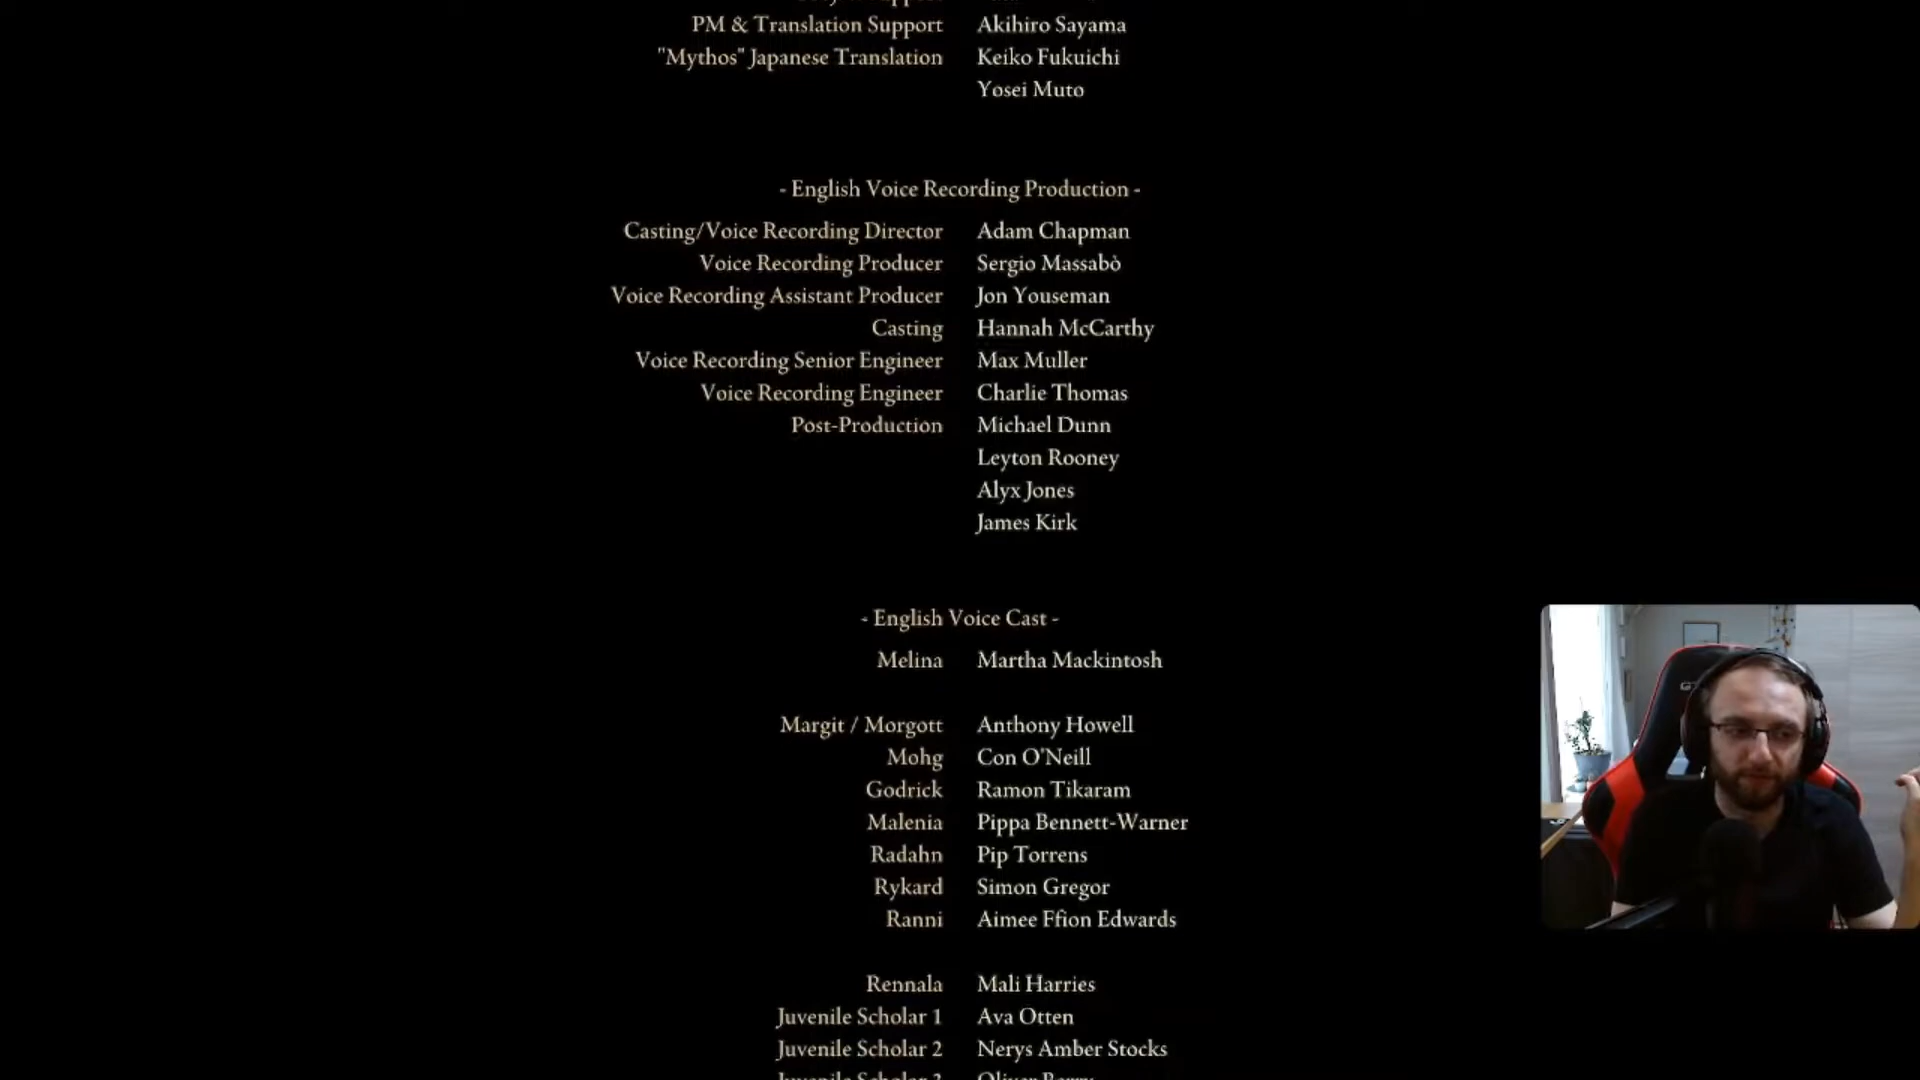 PM & Translation Support Akihiro Sayama
"Mythos" Japanese Translation Keiko Fukuichi
Yosei Muto
- English Voice Recording Production -
Casting/Voice Recording Director Adam Chapman
Voice Recording Producer Sergio Massabò
Voice Recording Assistant Producer Jon Youseman
Casting Hannah McCarthy
Voice Recording Senior Engineer Max Muller
Voice Recording Engineer Charlie Thomas
Post-Production Michael Dunn
Leyton Rooney
Alyx Jones
James Kirk
- English Voice Cast -
Melina Martha Mackintosh
Margit / Morgott Anthony Howell
Mohg Con O'Neill
Godrick Ramon Tikaram
Malenia Pippa Bennett-Warner
Radahn Pip Torrens
Rykard Simon Gregor
Ranni Aimee Ffion Edwards
Rennala Mali Harries
Juvenile Scholar 1 Ava Otten
Juvenile Scholar 2 Nerys Amber Stocks